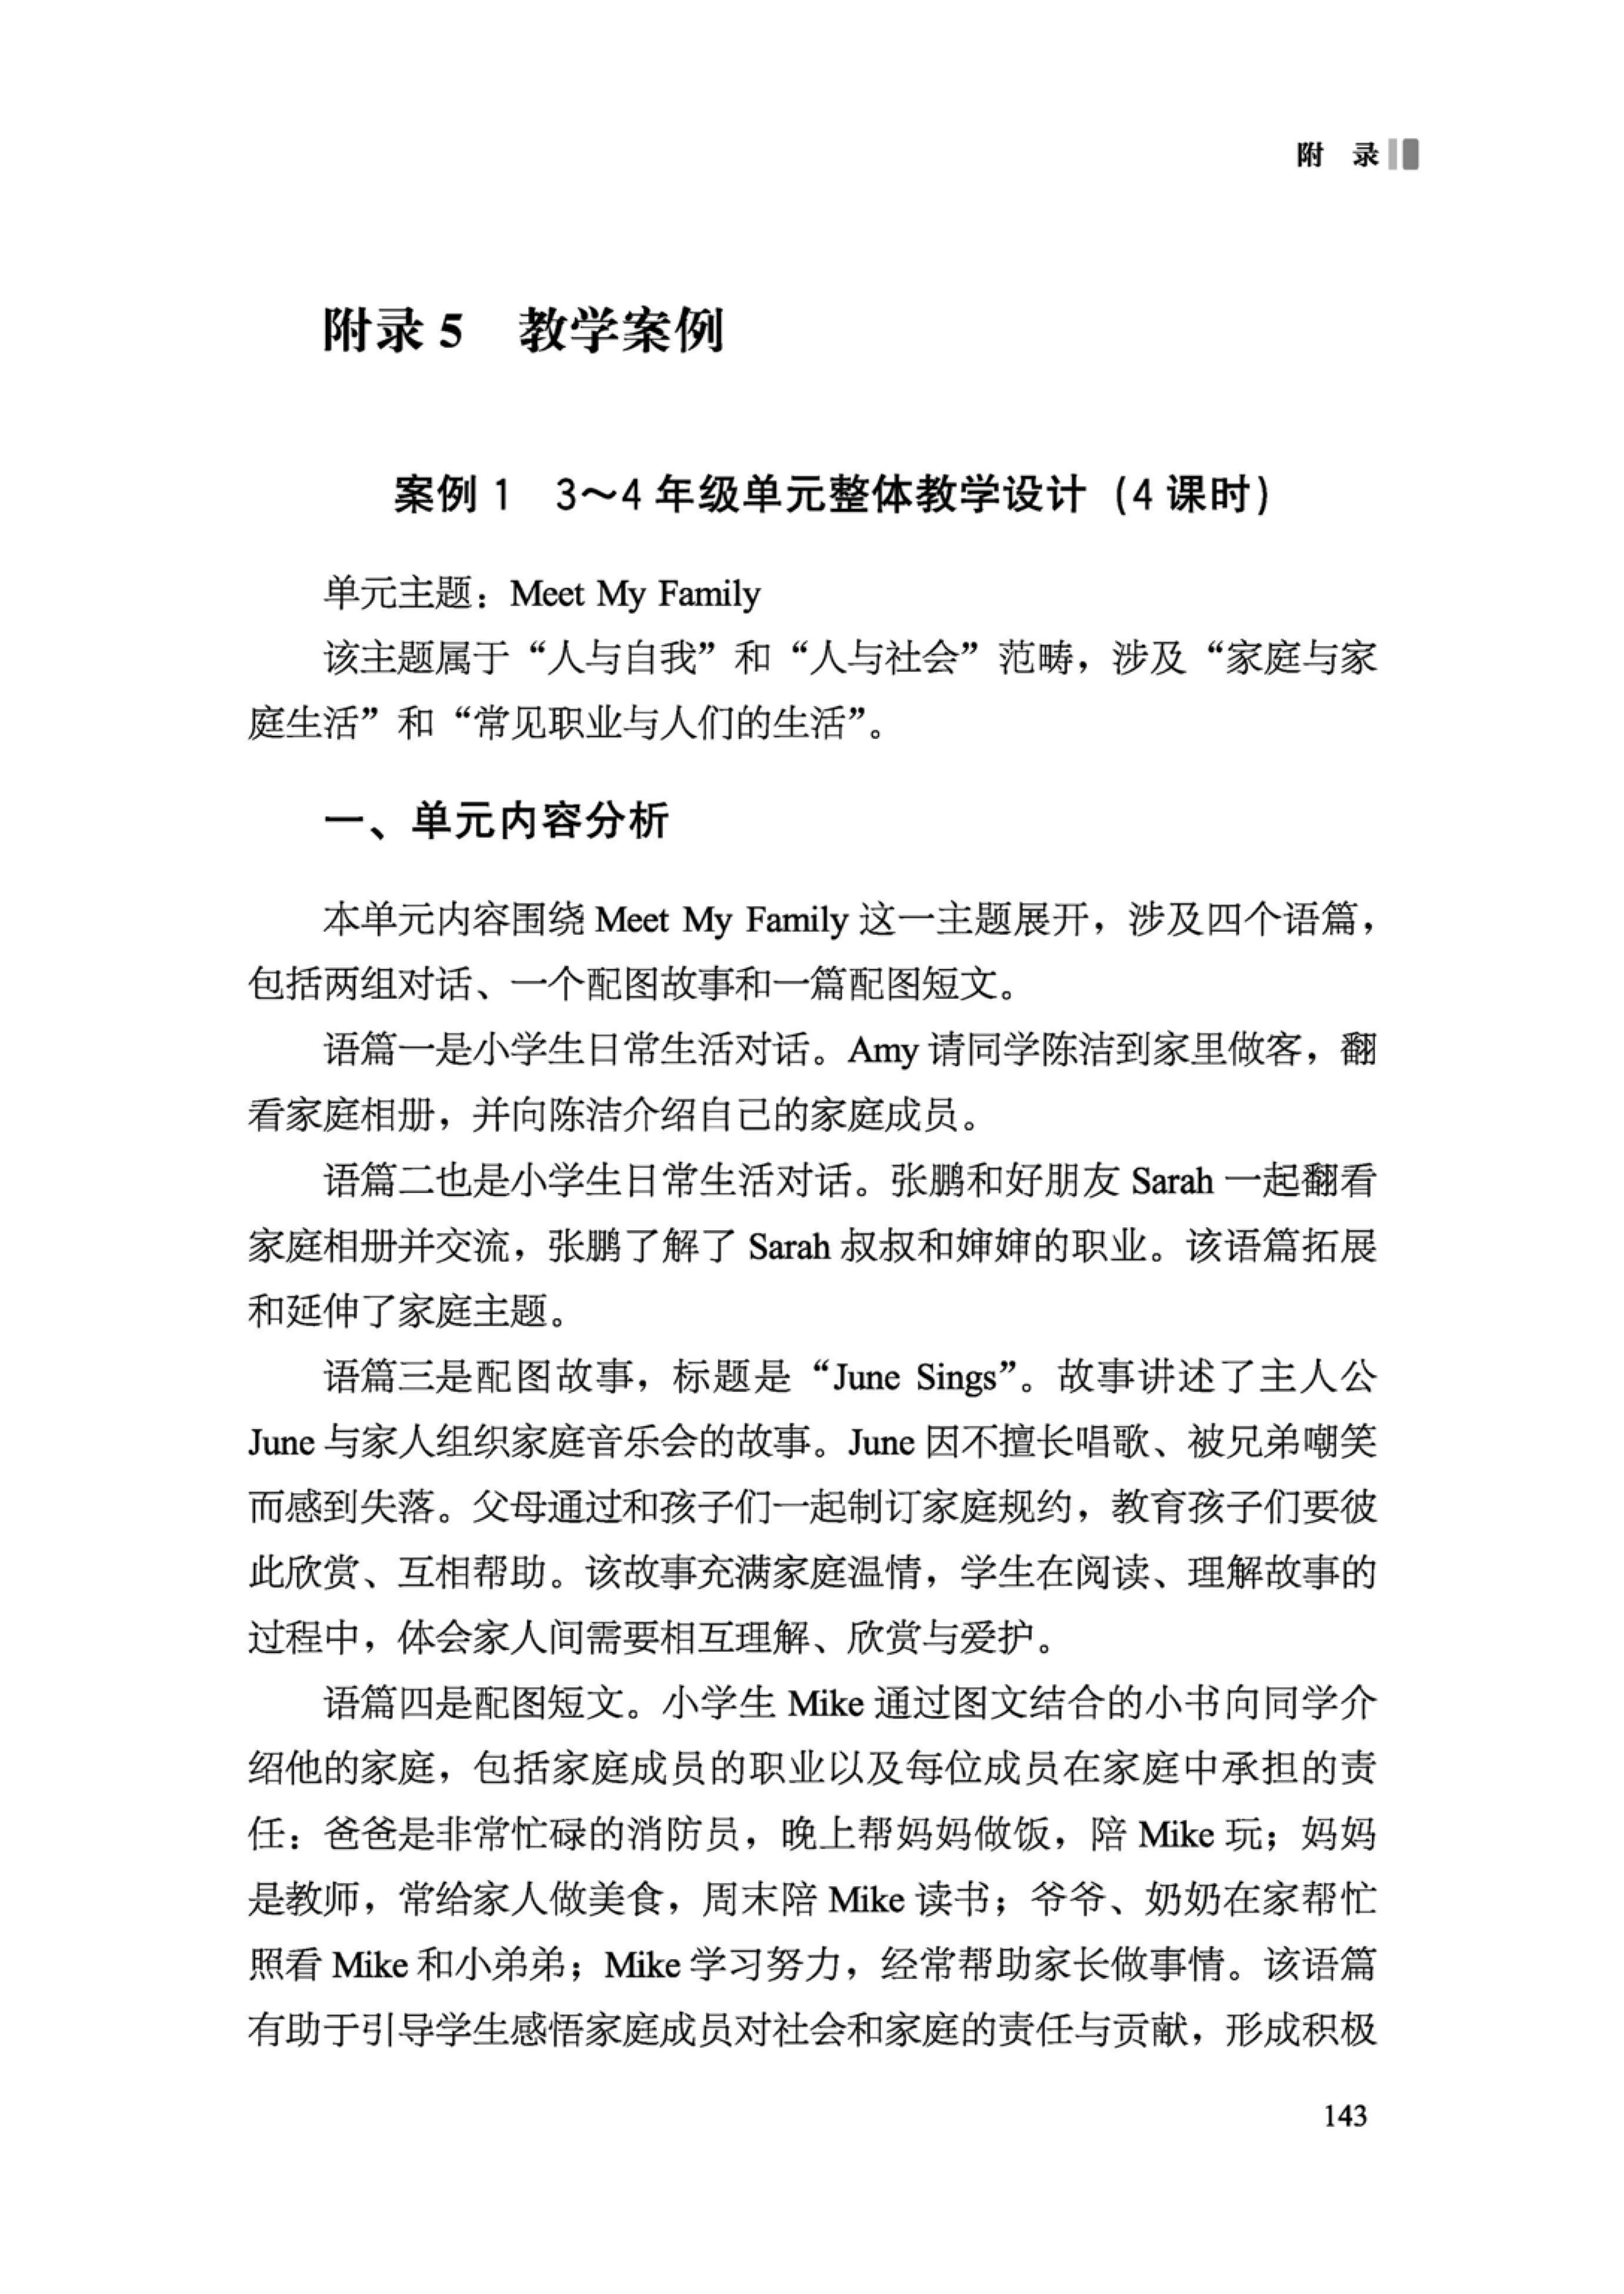 附 录
附录 5 教学案例
案例 1 3～4 年级单元整体教学设计（4 课时）
单元主题：Meet My Family
该主题属于“人与自我”和“人与社会”范畴，涉及“家庭与家
庭生活”和“常见职业与人们的生活”。
一、单元内容分析
本单元内容围绕 Meet My Family 这一主题展开，涉及四个语篇，
包括两组对话、一个配图故事和一篇配图短文。
语篇一是小学生日常生活对话。Amy 请同学陈洁到家里做客，翻
看家庭相册，并向陈洁介绍自己的家庭成员。
语篇二也是小学生日常生活对话。张鹏和好朋友 Sarah 一起翻看
家庭相册并交流，张鹏了解了 Sarah 叔叔和婶婶的职业。该语篇拓展
和延伸了家庭主题。
语篇三是配图故事，标题是“June Sings”。故事讲述了主人公
June 与家人组织家庭音乐会的故事。June 因不擅长唱歌、被兄弟嘲笑
而感到失落。父母通过和孩子们一起制订家庭规约，教育孩子们要彼
此欣赏、互相帮助。该故事充满家庭温情，学生在阅读、理解故事的
过程中，体会家人间需要相互理解、欣赏与爱护。
语篇四是配图短文。小学生 Mike 通过图文结合的小书向同学介
绍他的家庭，包括家庭成员的职业以及每位成员在家庭中承担的责
任：爸爸是非常忙碌的消防员，晚上帮妈妈做饭，陪 Mike 玩；妈妈
是教师，常给家人做美食，周末陪 Mike 读书；爷爷、奶奶在家帮忙
照看 Mike 和小弟弟；Mike 学习努力，经常帮助家长做事情。该语篇
有助于引导学生感悟家庭成员对社会和家庭的责任与贡献，形成积极
143